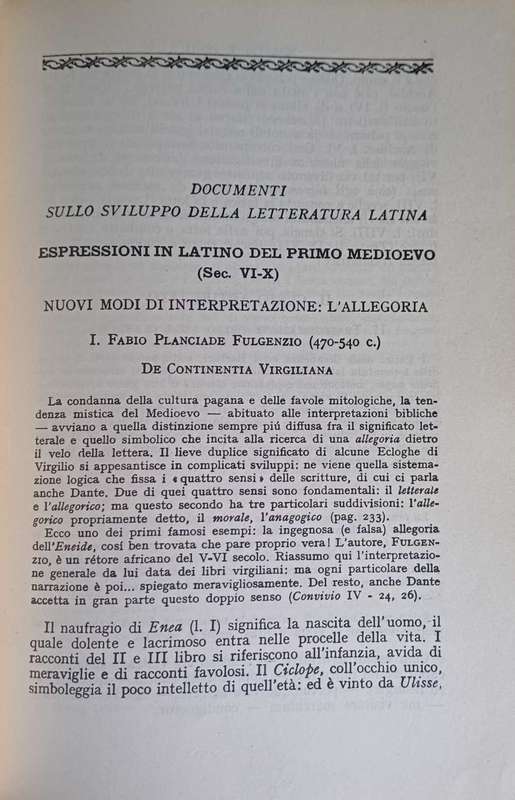 DOCUMENTI
SULLO SVILUPPO DELLA LETTERATURA LATINA
ESPRESSIONI IN LATINO DEL PRIMO MEDIOEVO
(Sec. VI-X)
NUOVI MODI DI INTERPRETAZIONE: L'ALLEGORIA
I. FABIO PLANCIADE FULGENZIO (470-540 c.)
DE CONTINENTIA VIRGILIANA
La condanna della cultura pagana e delle favole mitologiche, la ten-
denza mistica del Medioevo — abituato alle interpretazioni bibliche
— avviano a quella distinzione sempre piú diffusa fra il significato let-
terale e quello simbolico che incita alla ricerca di una allegoria dietro
il velo della lettera. Il lieve duplice significato di alcune Ecloghe di
Virgilio si appesantisce in complicati sviluppi: ne viene quella sistema-
zione logica che fissa i « quattro sensi » delle scritture, di cui ci parla
anche Dante. Due di quei quattro sensi sono fondamentali: il letterale
e l'allegorico; ma questo secondo ha tre particolari suddivisioni: l'alle-
gorico propriamente detto, il morale, l'anagogico (pag. 233).
Ecco uno dei primi famosi esempi: la ingegnosa (e falsa) allegoria
dell'Eneide, cosí ben trovata che pare proprio vera! L'autore, FULGEN-
ZIO, è un rétore africano del V-VI secolo. Riassumo qui l'interpretazio-
ne generale da lui data dei libri virgiliani: ma ogni particolare della
narrazione è poi... spiegato meravigliosamente. Del resto, anche Dante
accetta in gran parte questo doppio senso (Convivio IV - 24, 26).
Il naufragio di Enea (l. I) significa la nascita dell'uomo, il
quale dolente e lacrimoso entra nelle procelle della vita. I
racconti del II e III libro si riferiscono all'infanzia, avida di
meraviglie e di racconti favolosi. Il Ciclope, coll'occhio unico,
simboleggia il poco intelletto di quell'età: ed è vinto da Ulisse,